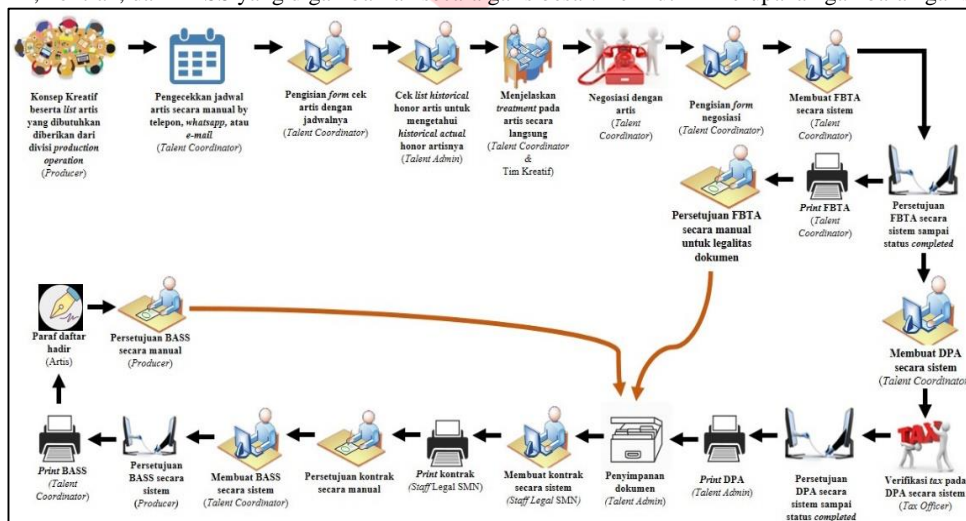 Konsep Kreatif
beserta list artis
yang dibutuhkan
diberikan dari
divisi production
operation
(Producer)
Pengecekkan jadwal
artis secara manual by
telepon, whatsapp, atau
e-mail
(Talent Coordinator)
Pengisian form cek
artis dengan
jadwalnya
(Talent Coordinator)
Cek list historical
honor artis untuk
mengetahui
historical actual
honor artisnya
(Talent Admin)
Menjelaskan
treatment pada
artis secara
langsung
(Talent Coordinator
&
Tim Kreatif)
Negosiasi dengan
artis
(Talent
Coordinator)
Pengisian form
negosiasi
(Talent
Coordinator)
Membuat FBTA
secara sistem
(Talent
Coordinator)
Persetujuan
FBTA secara
sistem sampai
status completed
Print FBTA
(Talent
Coordinator)
Persetujuan FBTA
secara manual
untuk legalitas
dokumen
Membuat DPA
secara sistem
(Talent Coordinator)
TAX
Verifikasi tax pada
DPA secara sistem
(Tax Officer)
Persetujuan
DPA secara
sistem sampai
status completed
Print DPA
(Talent Admin)
Penyimpanan
dokumen
(Talent Admin)
Membuat kontrak
secara sistem
(Staff Legal SMN)
Print kontrak
(Staff Legal SMN)
Persetujuan
kontrak secara
manual
Membuat BASS
secara sistem
(Talent Coordinator)
Persetujuan
BASS secara
sistem
(Producer)
Print BASS
(Talent
Coordinator)
Paraf daftar
hadir
(Artis)
Persetujuan BASS
secara manual
(Producer)